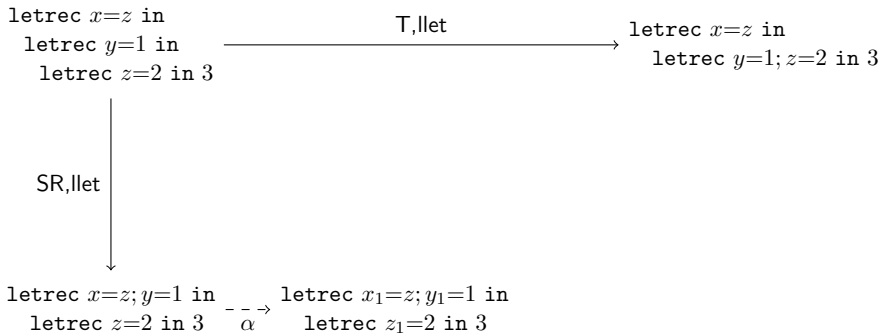 letrec x=z in
letrec y=1 in
letrec z=2 in 3
T,llet
letrec x=z in
letrec y=1; z=2 in 3
SR,llet
letrec x=z; y=1 in
letrec z=2 in 3
α
letrec x₁=z; y₁=1 in
letrec z₁=2 in 3